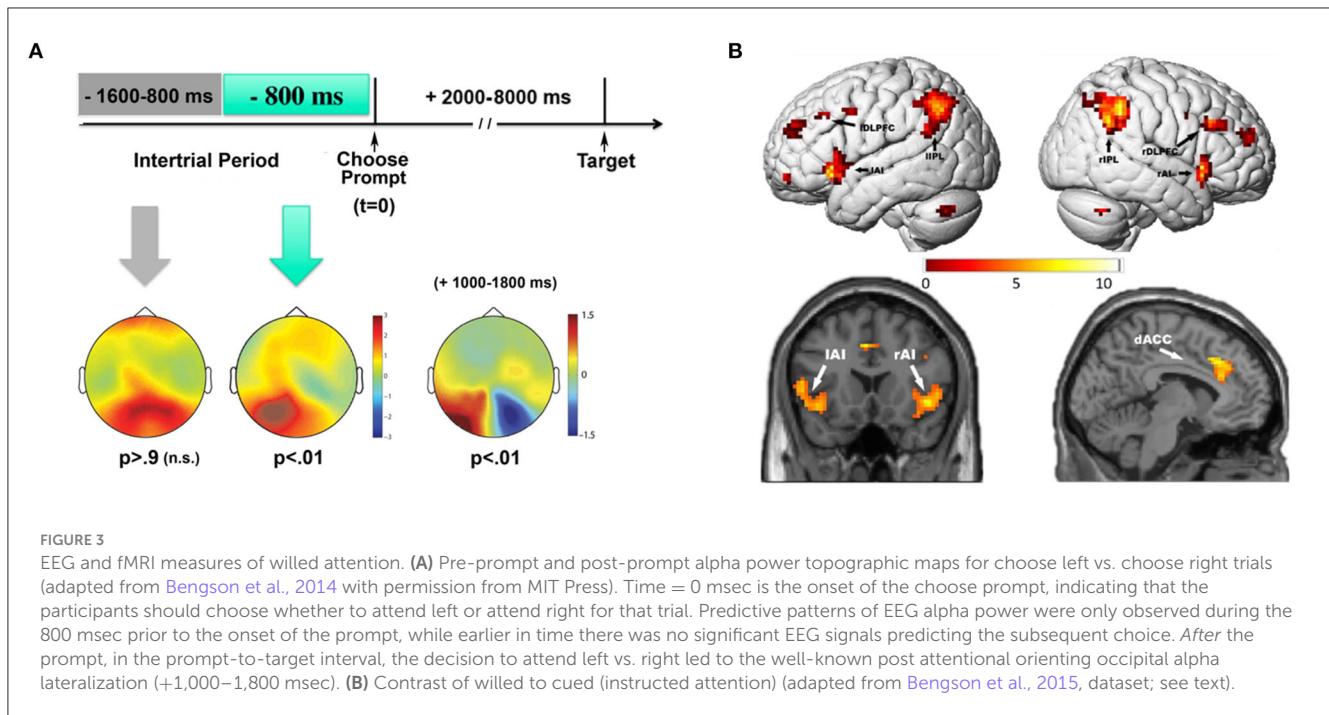 A
- 1600-800 ms
- 800 ms
+ 2000-8000 ms
//
Intertrial Period
Choose
Prompt
(t=0)
Target
(+ 1000-1800 ms)
3
2
1
0
-1
-2
-3
1.5
0
-1.5
p>.9 (n.s.)
p<.01
p<.01
B
lDLPFC
lIPL
lAI
rIPL
rDLPFC
rAI
0
5
10
lAI
rAI
dACC
FIGURE 3
EEG and fMRI measures of willed attention. (A) Pre-prompt and post-prompt alpha power topographic maps for choose left vs. choose right trials
(adapted from Bengson et al., 2014 with permission from MIT Press). Time = 0 msec is the onset of the choose prompt, indicating that the
participants should choose whether to attend left or attend right for that trial. Predictive patterns of EEG alpha power were only observed during the
800 msec prior to the onset of the prompt, while earlier in time there was no significant EEG signals predicting the subsequent choice. After the
prompt, in the prompt-to-target interval, the decision to attend left vs. right led to the well-known post attentional orienting occipital alpha
lateralization (+1,000–1,800 msec). (B) Contrast of willed to cued (instructed attention) (adapted from Bengson et al., 2015, dataset; see text).